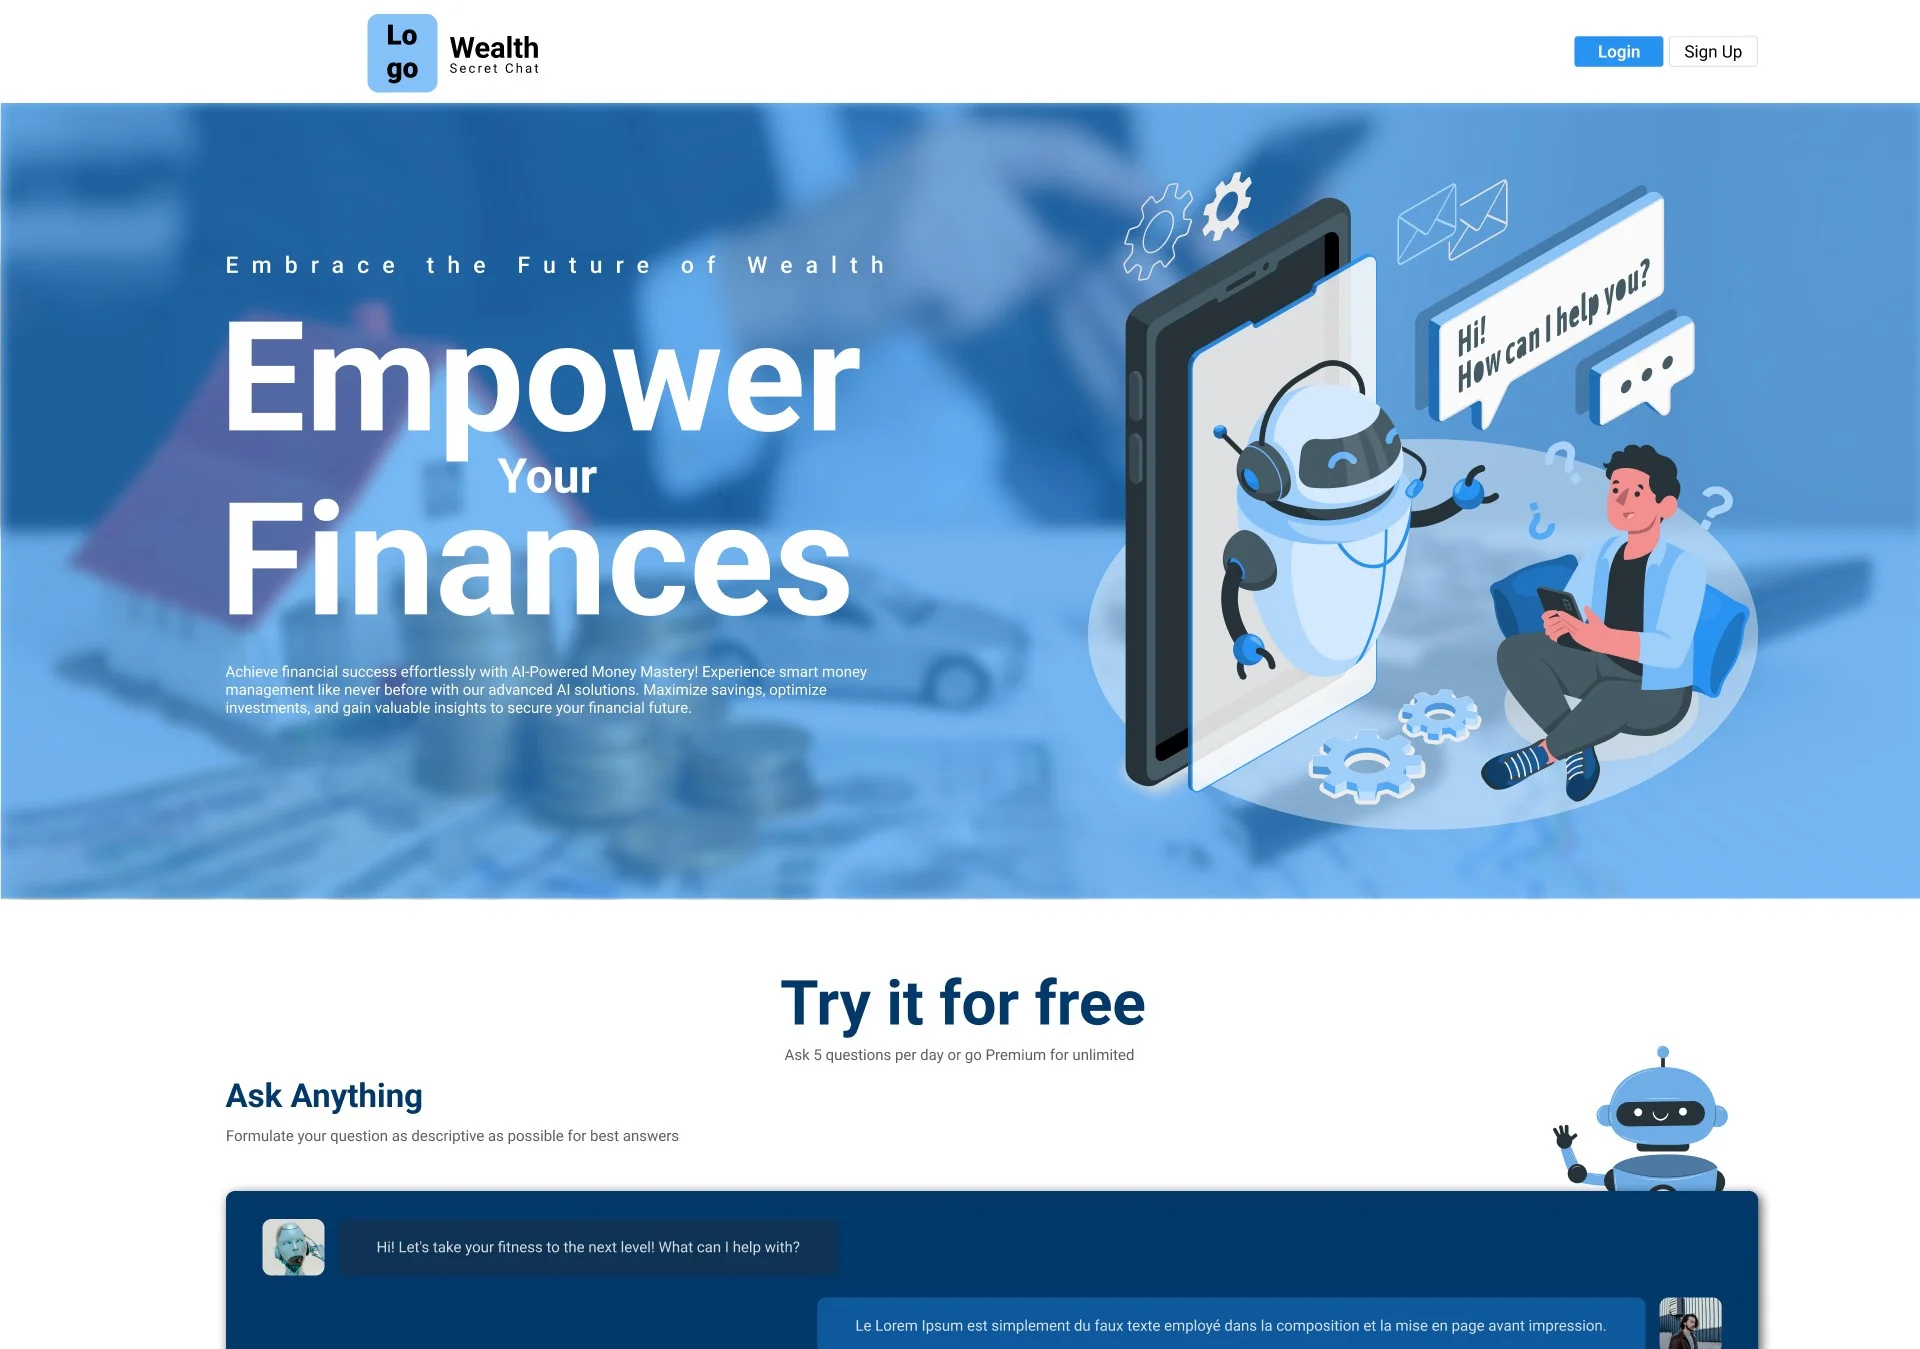 Lo
go
Wealth
Secret Chat
Login
Sign Up
Embrace the Future of Wealth
Empower
Your
Finances
Achieve financial success effortlessly with AI-Powered Money Mastery! Experience smart money
management like never before with our advanced AI solutions. Maximize savings, optimize
investments, and gain valuable insights to secure your financial future.
Hi!
How can I help you?
Try it for free
Ask 5 questions per day or go Premium for unlimited
Ask Anything
Formulate your question as descriptive as possible for best answers
Hi! Let's take your fitness to the next level! What can I help with?
Le Lorem Ipsum est simplement du faux texte employé dans la composition et la mise en page avant impression.